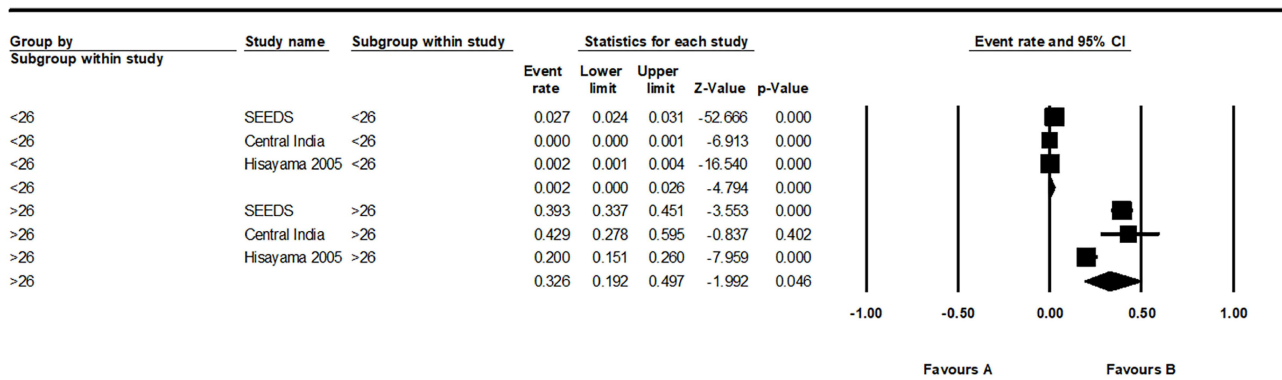 Group by Study name Subgroup within study Statistics for each study Event rate and 95% CI
Subgroup within study
Event Lower Upper
rate limit limit Z-Value p-Value
<26 SEEDS <26 0.027 0.024 0.031 -52.666 0.000
<26 Central India <26 0.000 0.000 0.001 -6.913 0.000
<26 Hisayama 2005 <26 0.002 0.001 0.004 -16.540 0.000
<26 0.002 0.000 0.026 -4.794 0.000
>26 SEEDS >26 0.393 0.337 0.451 -3.553 0.000
>26 Central India >26 0.429 0.278 0.595 -0.837 0.402
>26 Hisayama 2005 >26 0.200 0.151 0.260 -7.959 0.000
>26 0.326 0.192 0.497 -1.992 0.046
-1.00 -0.50 0.00 0.50 1.00
Favours A Favours B